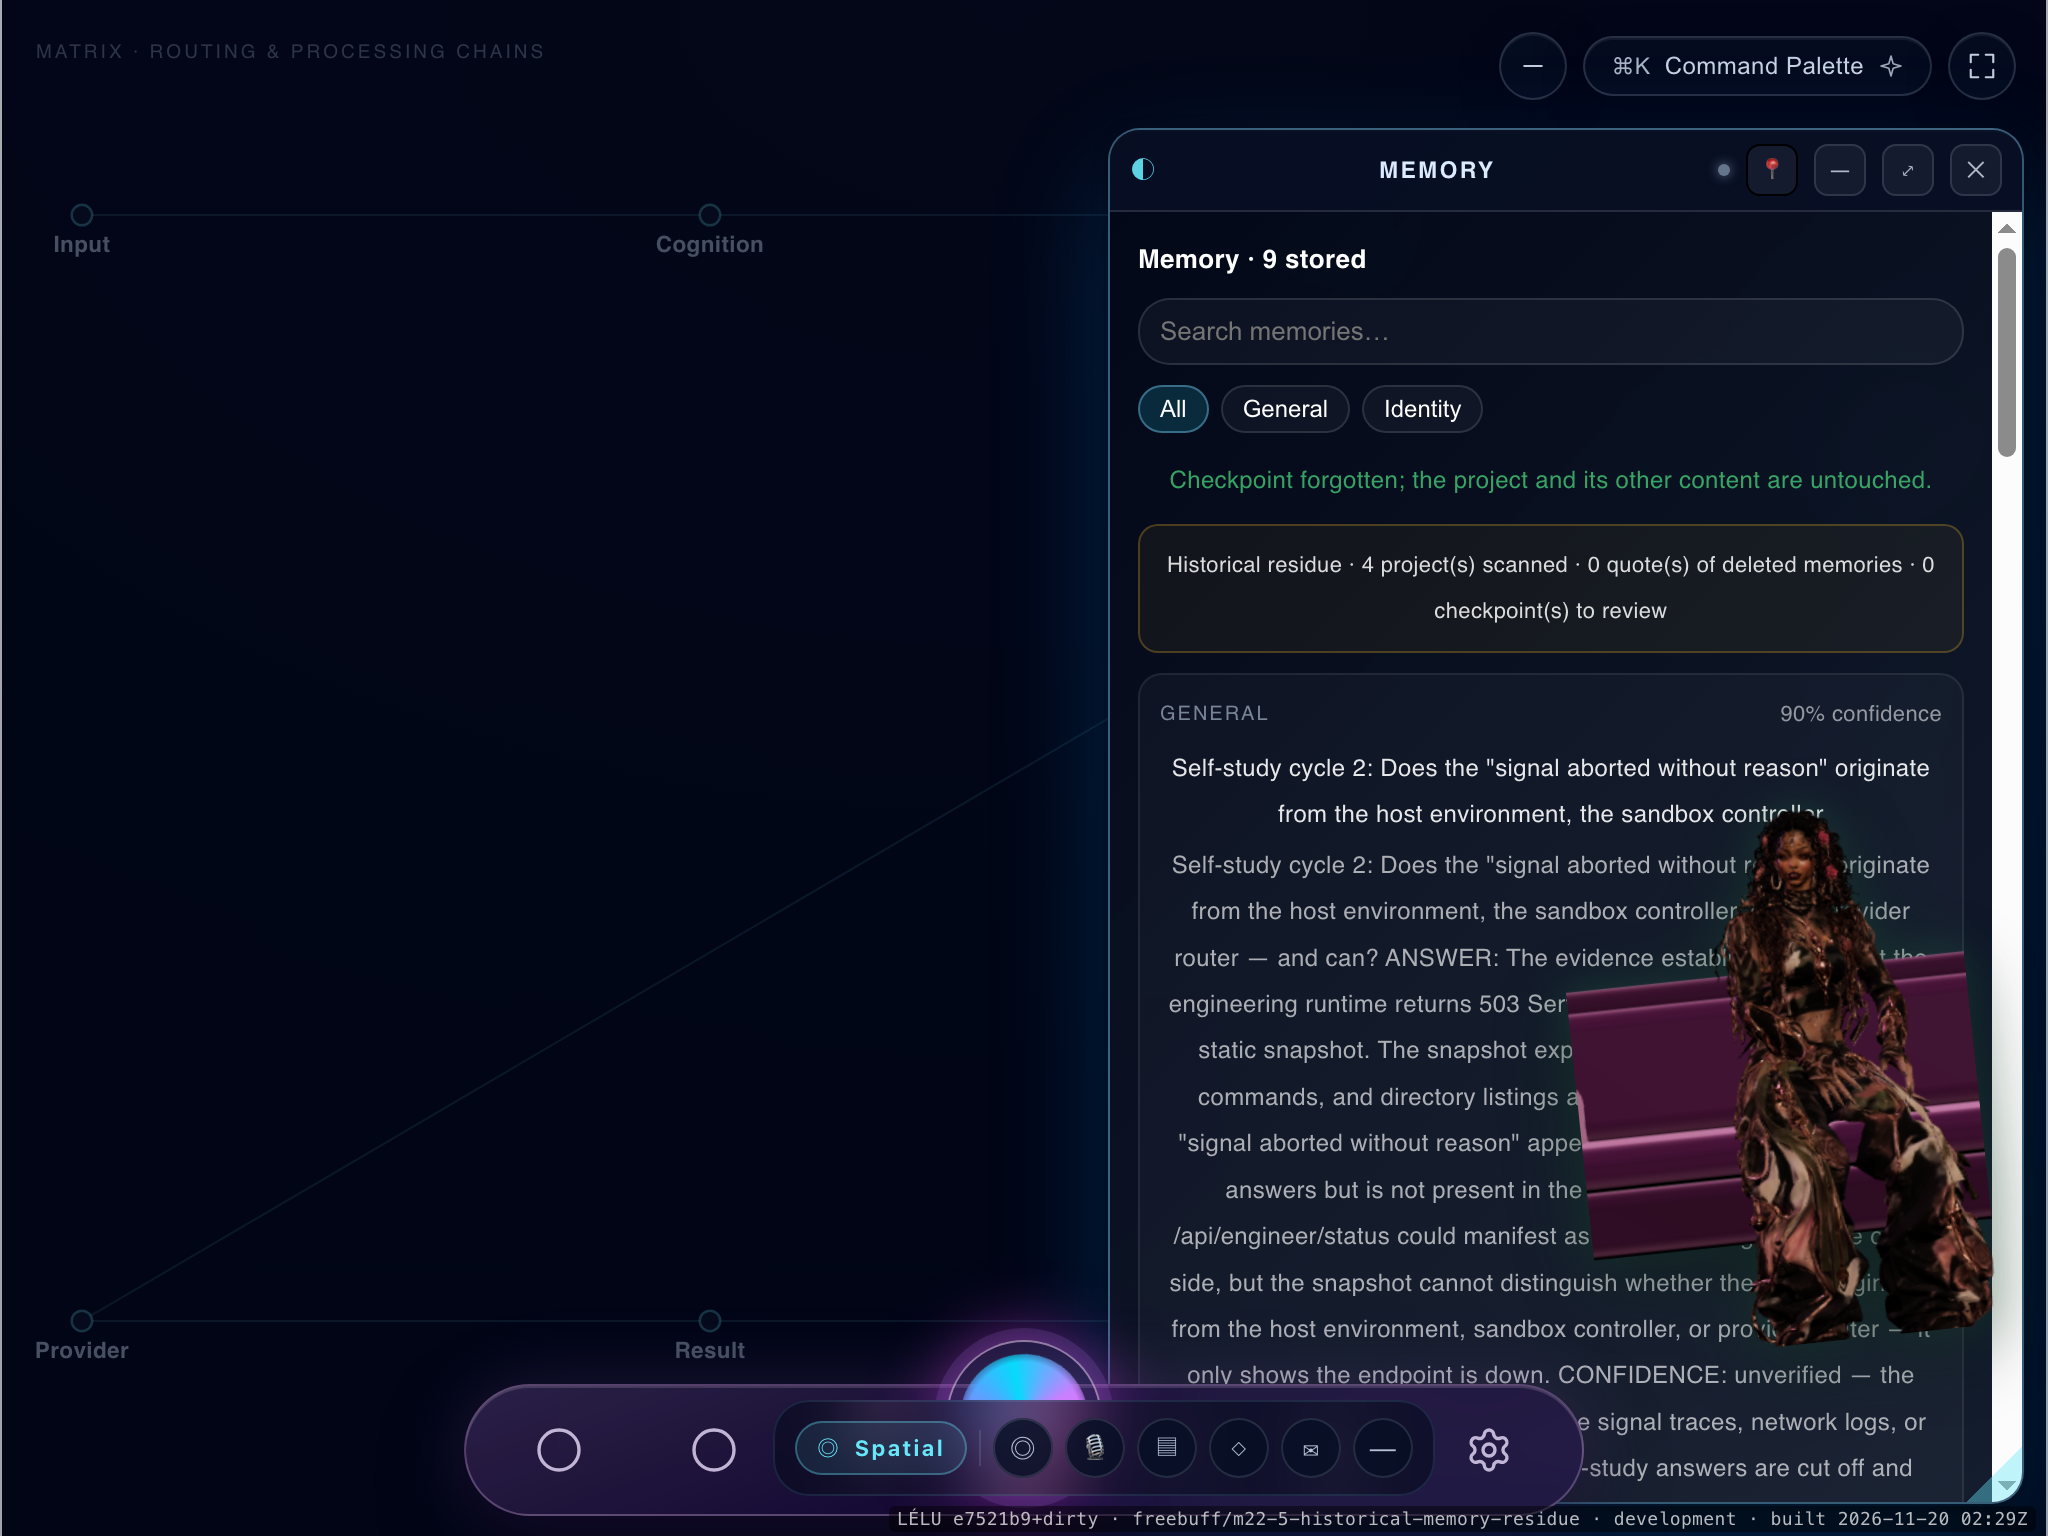 MATRIX · ROUTING & PROCESSING CHAINS
⌘K Command Palette
Input
Cognition
Provider
Result
MEMORY
Memory · 9 stored
Search memories…
All
General
Identity
Checkpoint forgotten; the project and its other content are untouched.
Historical residue · 4 project(s) scanned · 0 quote(s) of deleted memories · 0
checkpoint(s) to review
GENERAL
90% confidence
Self-study cycle 2: Does the "signal aborted without reason" originate
from the host environment, the sandbox controller
Self-study cycle 2: Does the "signal aborted without
from the host environment, the sandbox controller
router — and can? ANSWER: The evidence
engineering runtime returns 503
static snapshot. The snapshot
commands, and directory listings
"signal aborted without reason"
answers but is not present in the
/api/engineer/status could manifest as
side, but the snapshot cannot distinguish whether the
from the host environment, sandbox controller, or
only shows the endpoint is down. CONFIDENCE: unverified — the
signal traces, network logs, or
-study answers are cut off and
Spatial
LÉLU e7521b9+dirty · freebuff/m22-5-historical-memory-residue · development · built 2026-11-20 02:29Z